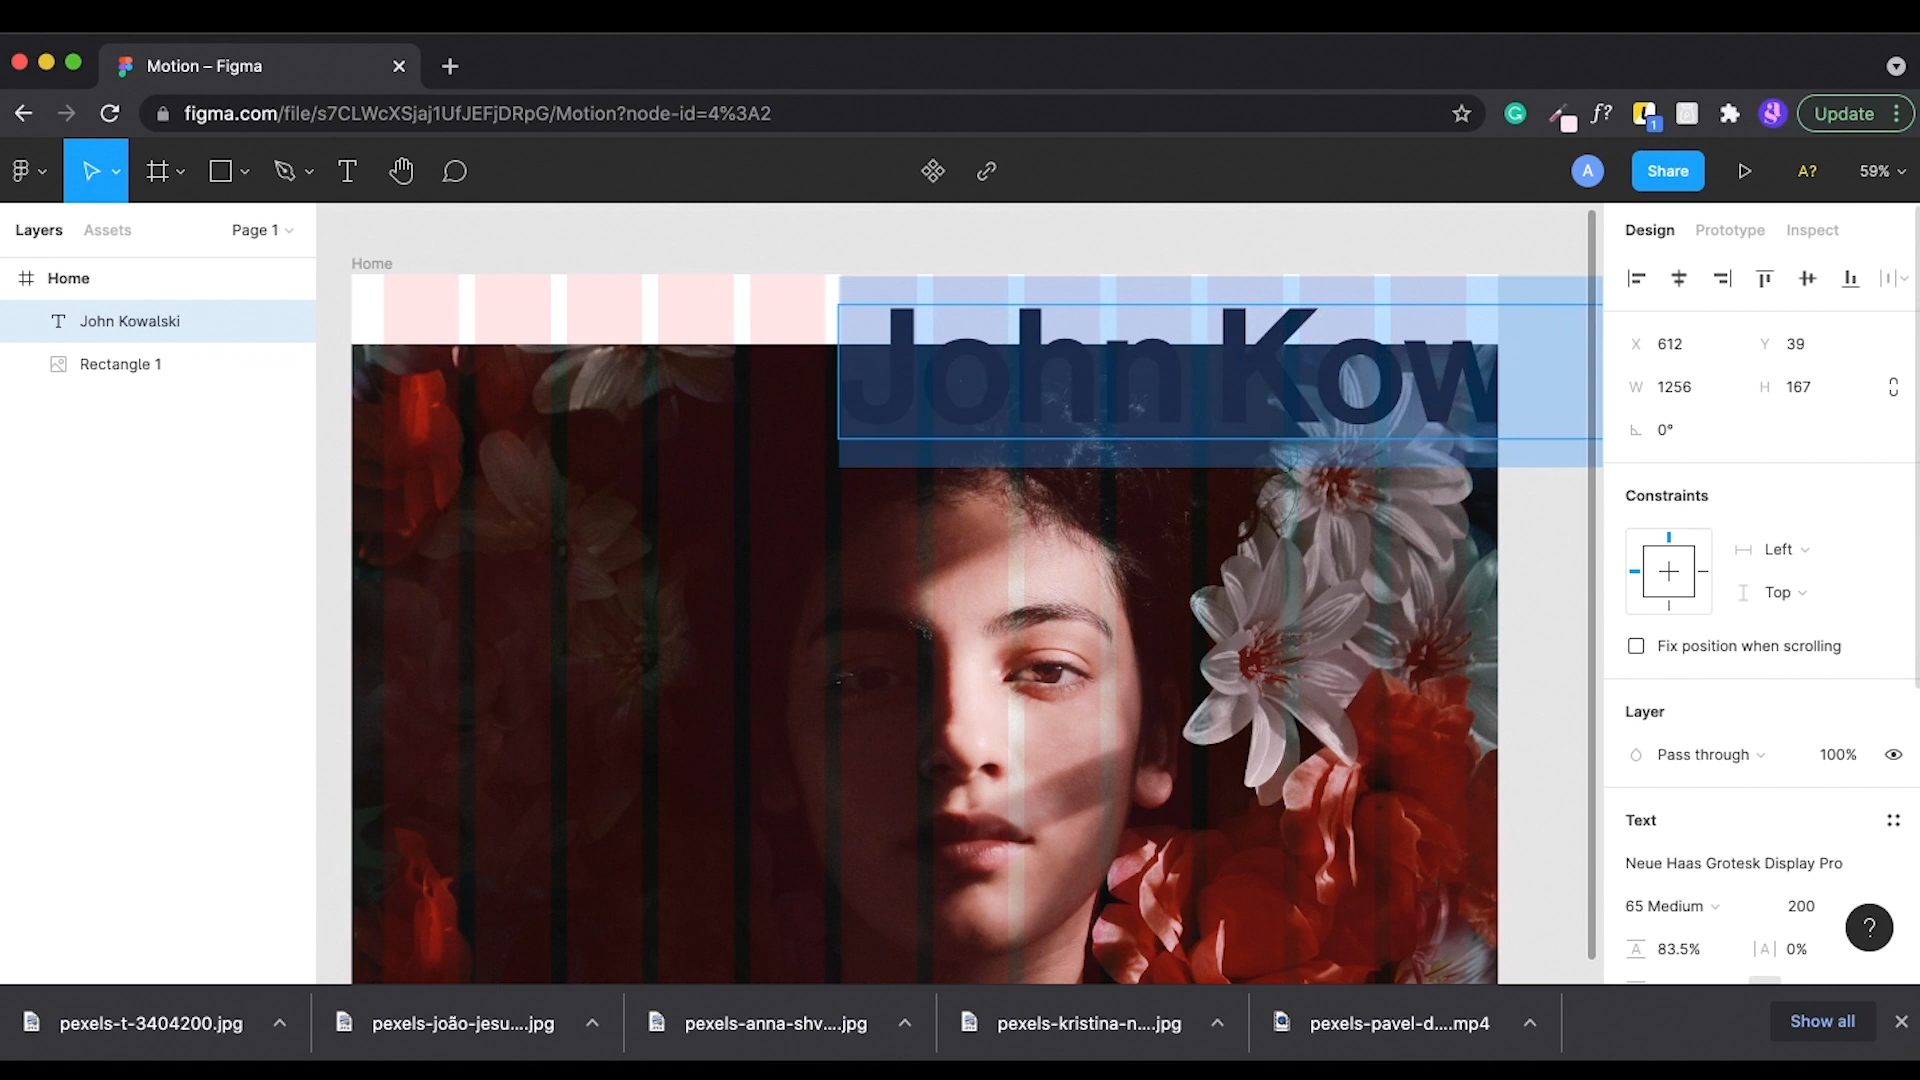 Motion – Figma
figma.com/file/s7CLWcXSjaj1UfJEFjDRpG/Motion?node-id=4%3A2
f?
1
Update
A
Share
A?
59%
Layers
Assets
Page 1
Home
John Kowalski
Rectangle 1
Home
John Kow
Design
Prototype
Inspect
X 612
Y 39
W 1256
H 167
0°
Constraints
Left
Top
Fix position when scrolling
Layer
Pass through
100%
Text
Neue Haas Grotesk Display Pro
65 Medium
200
A 83.5%
|A| 0%
?
pexels-t-3404200.jpg
pexels-joão-jesu....jpg
pexels-anna-shv....jpg
pexels-kristina-n....jpg
pexels-pavel-d....mp4
Show all